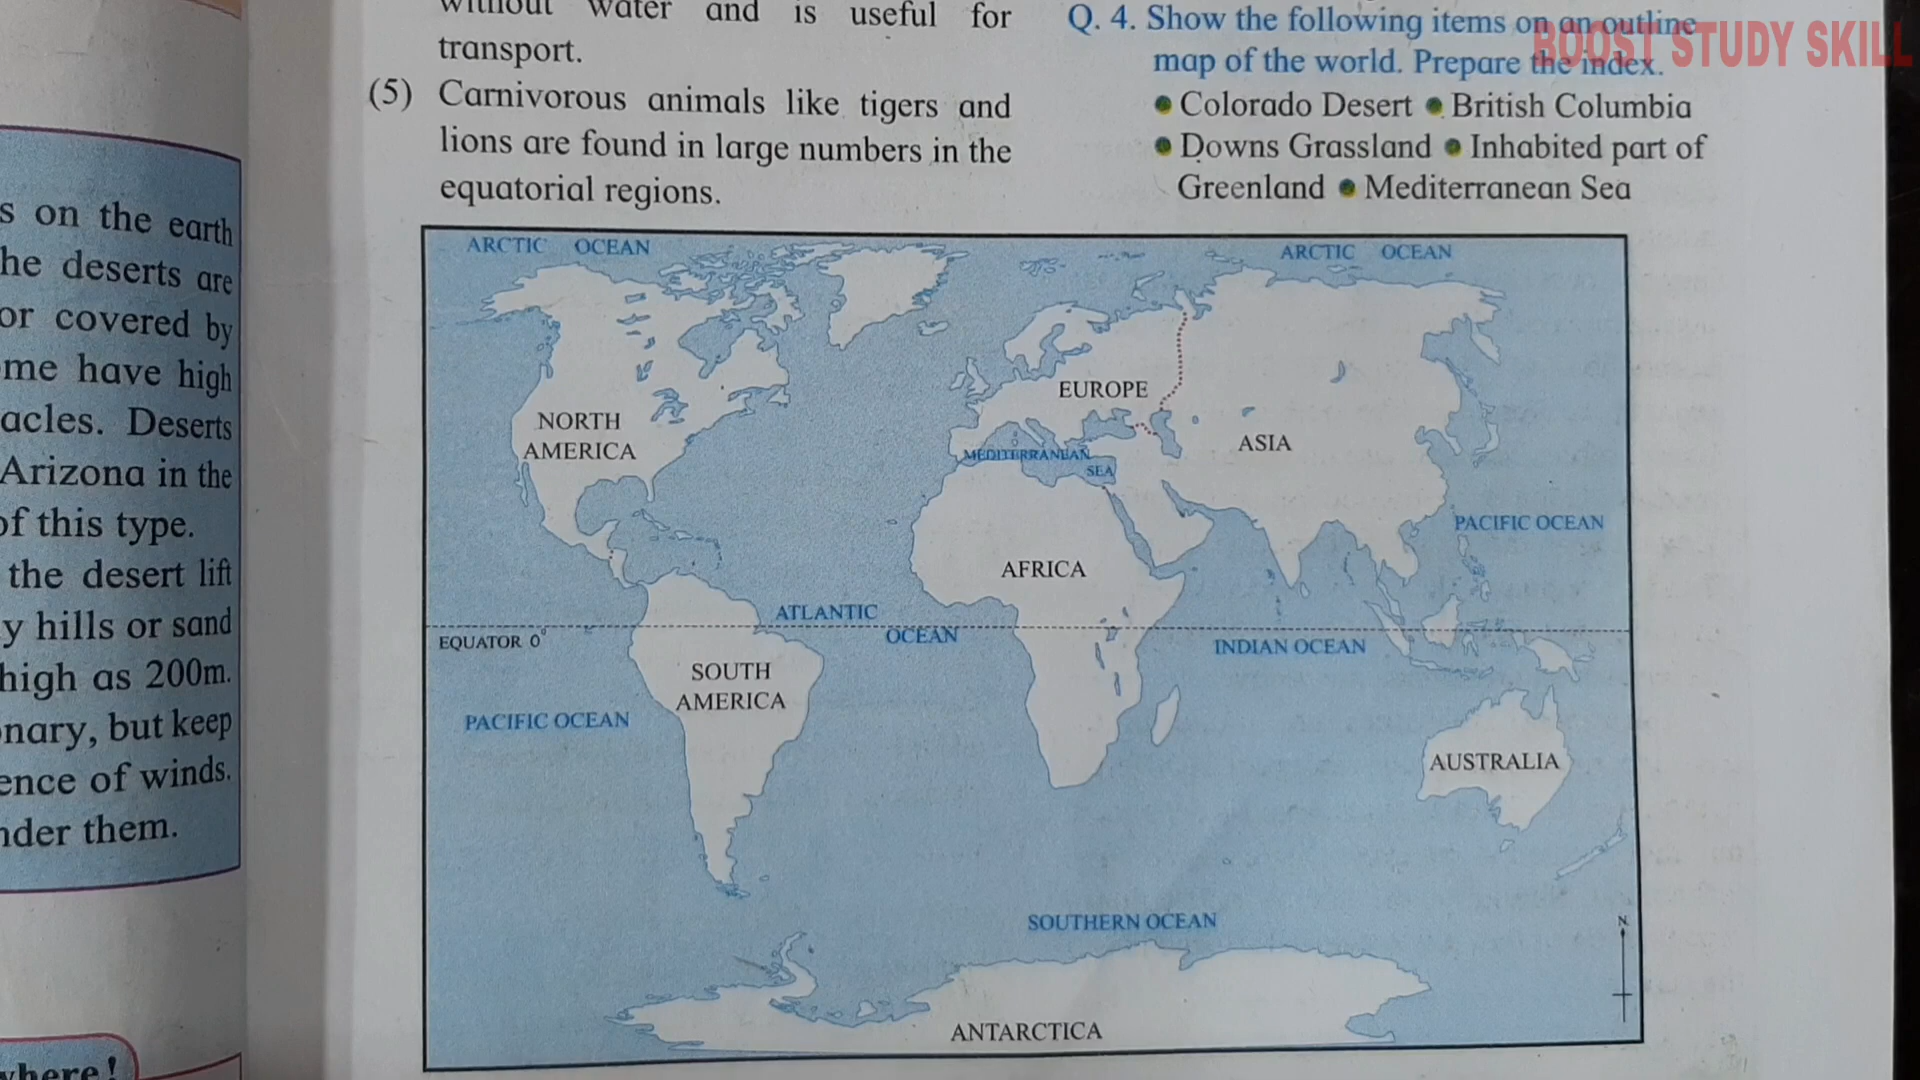 s on the earth
he deserts are
or covered by
me have high
acles. Deserts
Arizona in the
of this type.
the desert lift
y hills or sand
high as 200m.
nary, but keep
ence of winds.
nder them.
where!
without water and is useful for
transport.
(5) Carnivorous animals like tigers and
lions are found in large numbers in the
equatorial regions.
Q. 4. Show the following items on an outline
map of the world. Prepare the index.
• Colorado Desert • British Columbia
• Downs Grassland • Inhabited part of
Greenland • Mediterranean Sea
BOOST STUDY SKILL
ARCTIC OCEAN
ARCTIC OCEAN
EUROPE
NORTH
AMERICA
ASIA
MEDITERRANEAN
SEA
PACIFIC OCEAN
AFRICA
ATLANTIC
OCEAN
EQUATOR 0°
INDIAN OCEAN
SOUTH
AMERICA
PACIFIC OCEAN
AUSTRALIA
SOUTHERN OCEAN
N
ANTARCTICA